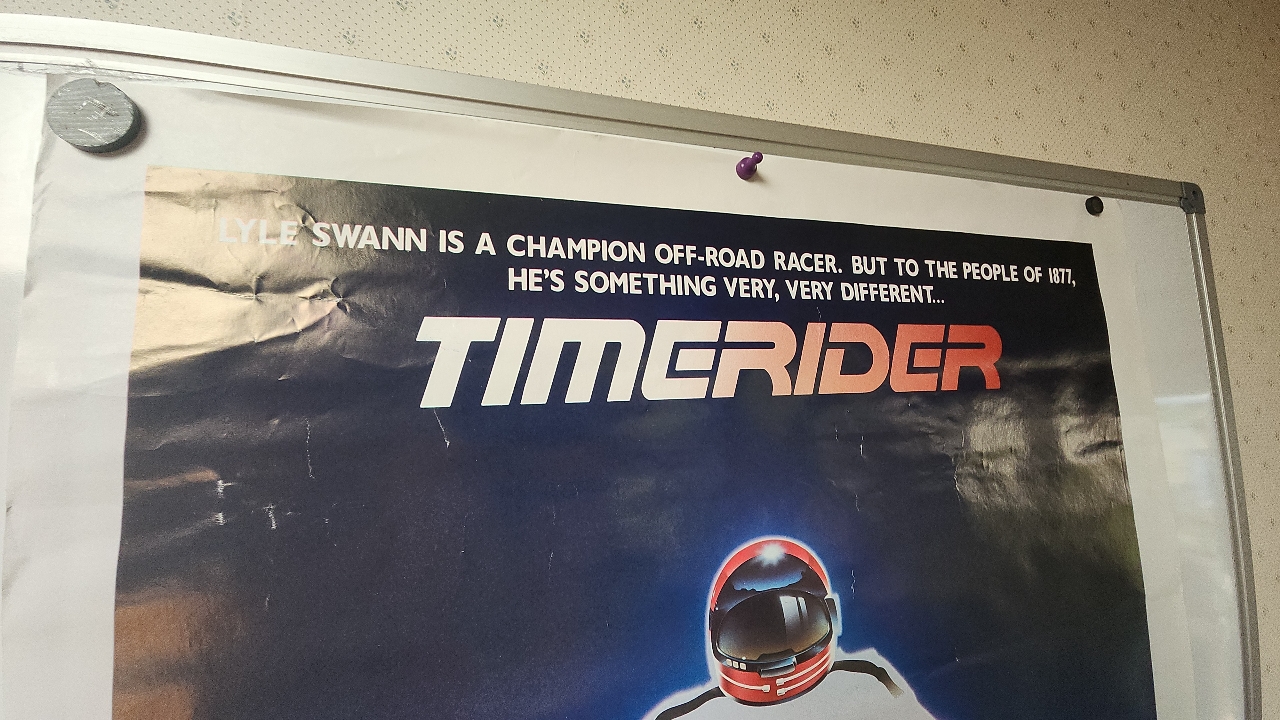 LYLE SWANN IS A CHAMPION OFF-ROAD RACER. BUT TO THE PEOPLE OF 1877,
HE'S SOMETHING VERY, VERY DIFFERENT...
TIMERIDER